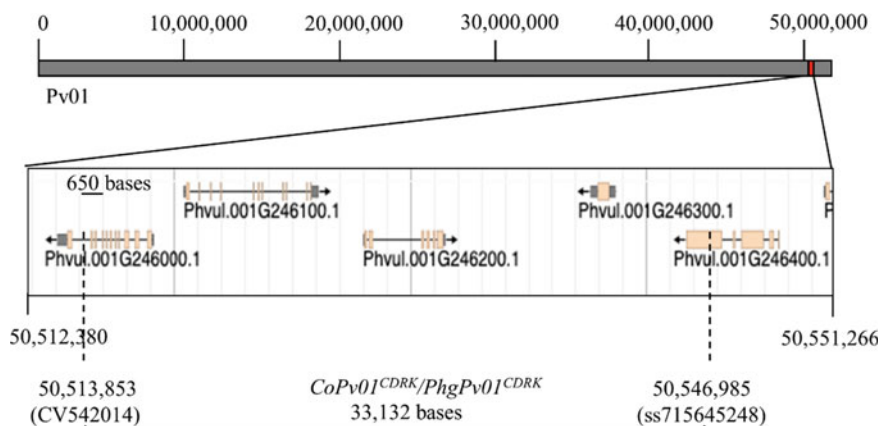 0 10,000,000 20,000,000 30,000,000 40,000,000 50,000,000
Pv01
650 bases
Phvul.001G246100.1
Phvul.001G246300.1
P
Phvul.001G246000.1
Phvul.001G246200.1
Phvul.001G246400.1
50,512,380
50,551,266
50,513,853
CoPv01CDRK/PhgPv01CDRK
50,546,985
(CV542014)
33,132 bases
(ss715645248)